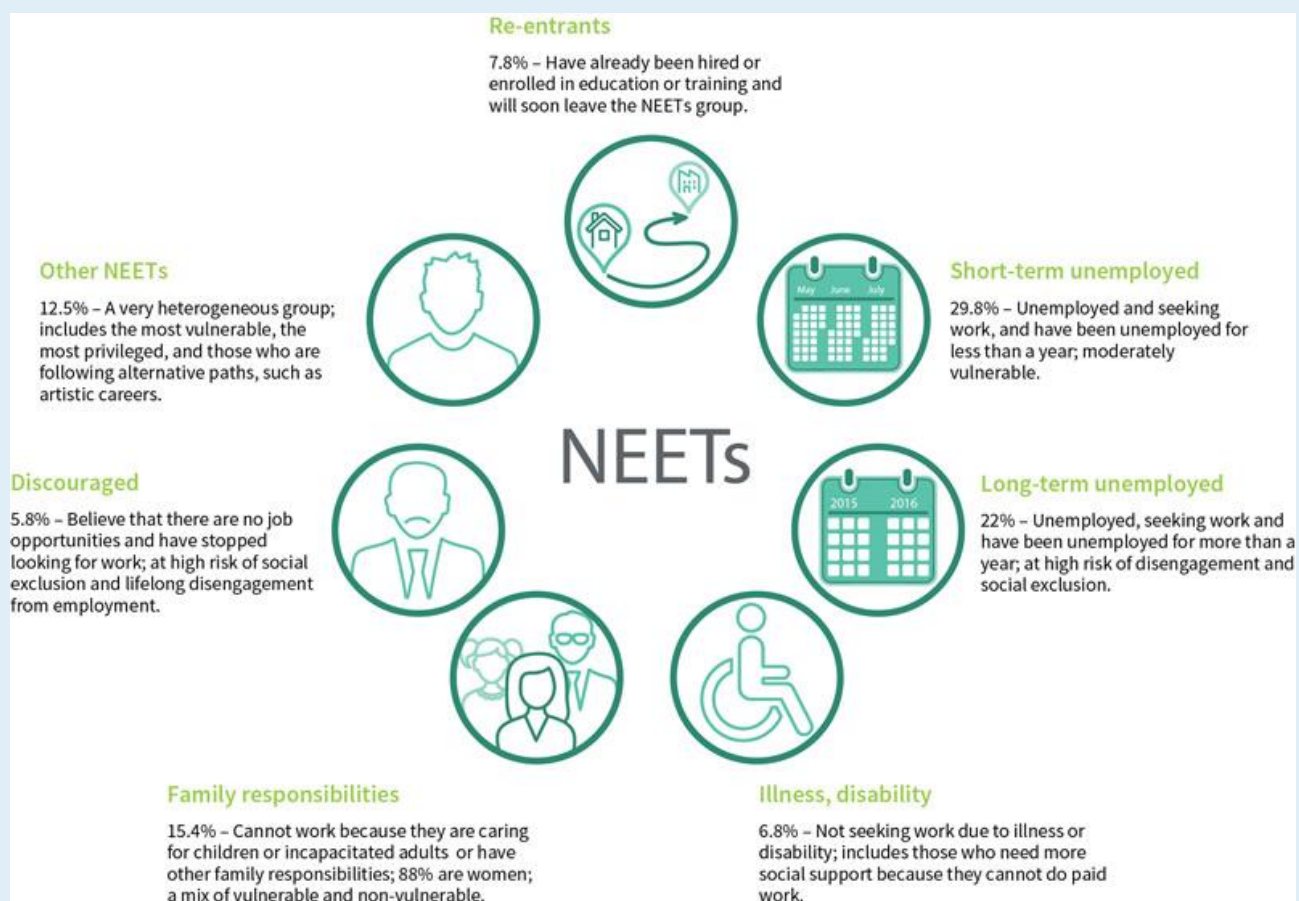 Re-entrants
7.8% – Have already been hired or
enrolled in education or training and
will soon leave the NEETs group.
Short-term unemployed
29.8% – Unemployed and seeking
work, and have been unemployed for
less than a year; moderately
vulnerable.
May June July
Long-term unemployed
22% – Unemployed, seeking work and
have been unemployed for more than a
year; at high risk of disengagement and
social exclusion.
2015 2016
Illness, disability
6.8% – Not seeking work due to illness or
disability; includes those who need more
social support because they cannot do paid
work.
Family responsibilities
15.4% – Cannot work because they are caring
for children or incapacitated adults or have
other family responsibilities; 88% are women;
a mix of vulnerable and non-vulnerable.
Discouraged
5.8% – Believe that there are no job
opportunities and have stopped
looking for work; at high risk of social
exclusion and lifelong disengagement
from employment.
Other NEETs
12.5% – A very heterogeneous group;
includes the most vulnerable, the
most privileged, and those who are
following alternative paths, such as
artistic careers.
NEETs